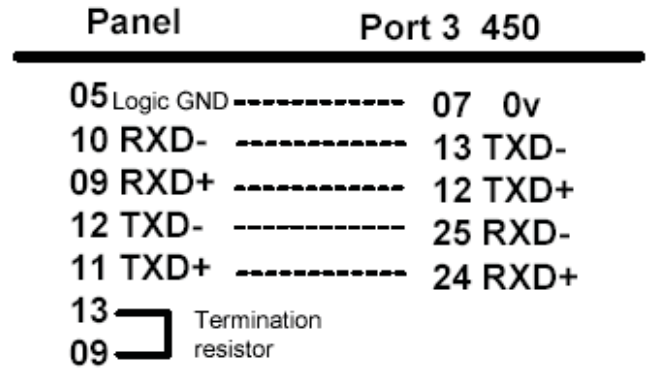 Panel Port 3 450
05 Logic GND 07 0v
10 RXD- 13 TXD-
09 RXD+ 12 TXD+
12 TXD- 25 RXD-
11 TXD+ 24 RXD+
13 Termination
09 resistor